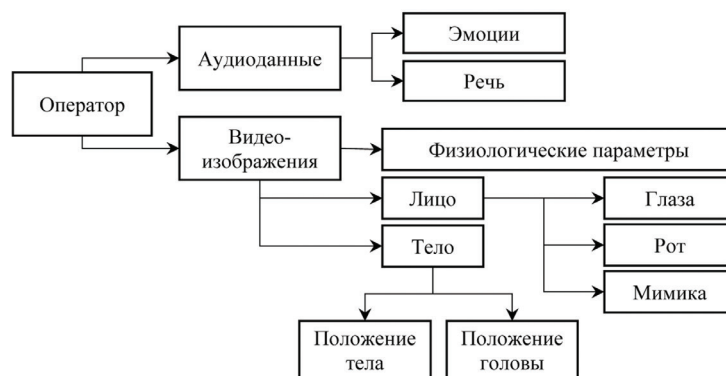 Эмоции
Аудиоданные
Речь
Оператор
Видео-
изображения
Физиологические параметры
Лицо
Глаза
Тело
Рот
Мимика
Положение
тела
Положение
головы